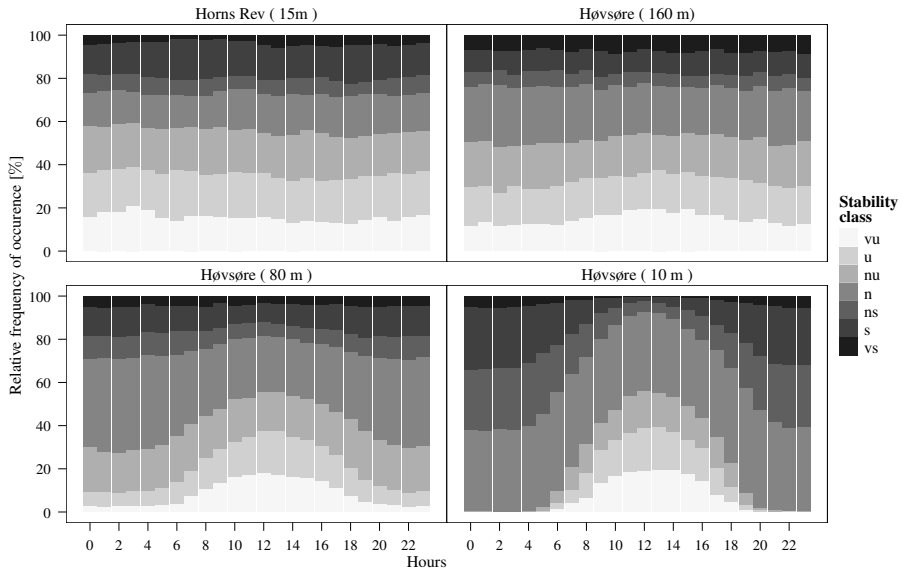 Horns Rev ( 15m )
Høvsøre ( 160 m )
100
80
60
40
20
0
Høvsøre ( 80 m )
Høvsøre ( 10 m )
100
80
60
40
20
0
0 2 4 6 8 10 12 14 16 18 20 22
0 2 4 6 8 10 12 14 16 18 20 22
Hours
Relative frequency of occurence [%]
Stability
class
vu
u
nu
n
ns
s
vs